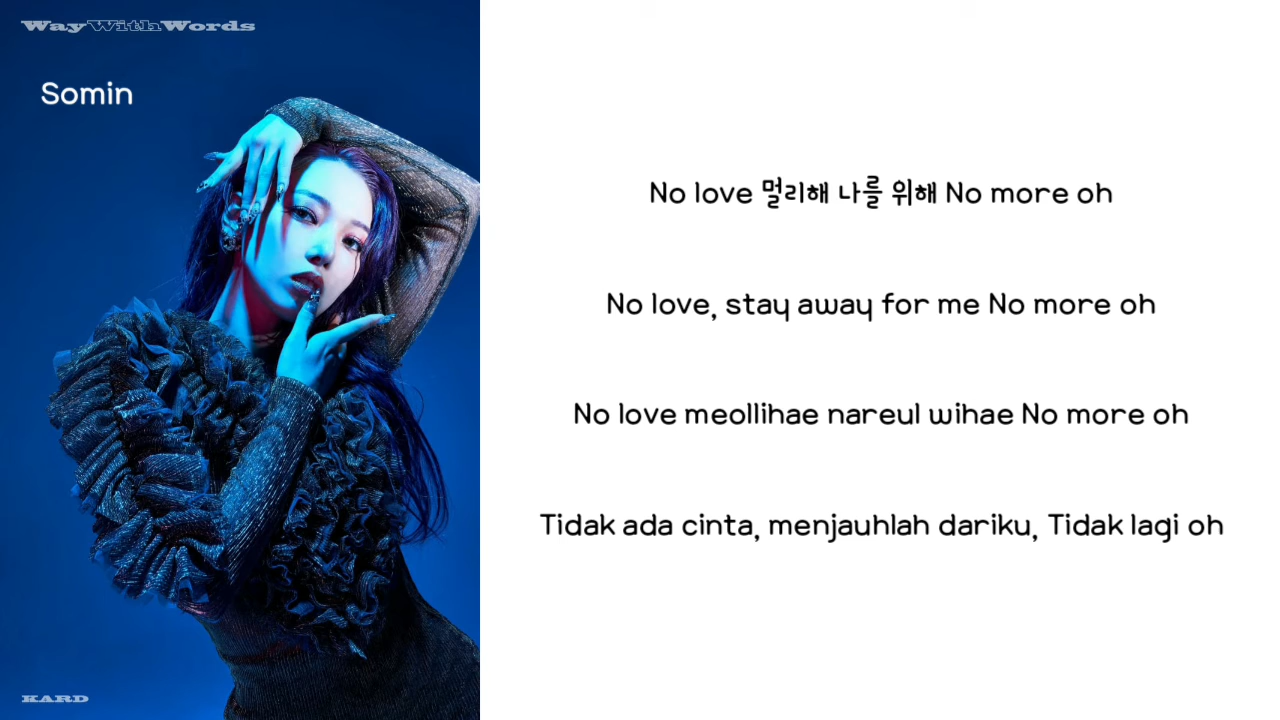 WayWithWords
Somin
No love 멀리해 나를 위해 No more oh
No love, stay away for me No more oh
No love meollihae nareul wihae No more oh
Tidak ada cinta, menjauhlah dariku, Tidak lagi oh
KARD